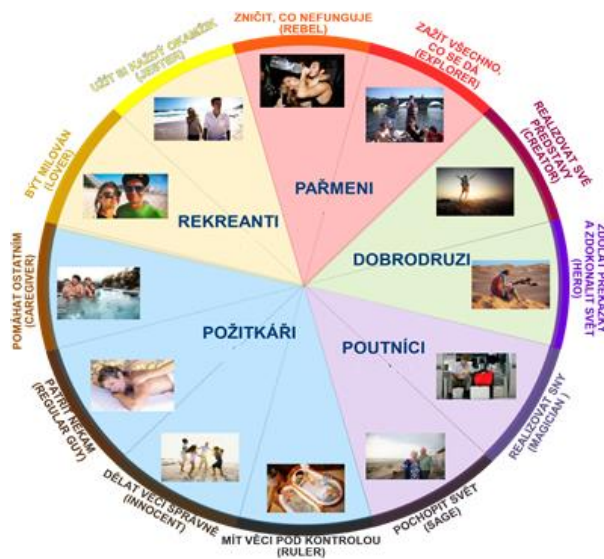 ZNIČIT, CO NEFUNGUJE
(REBEL)
ZAŽÍT VŠECHNO,
CO SE DÁ
(EXPLORER)
REALIZOVAT SVÉ
PŘEDSTAVY
(CREATOR)
ZDOLAT PŘEKÁŽKY
A ZDOKONALIT SVĚT
(HERO)
REALIZOVAT SNY
(MAGICIAN )
POCHOPIT SVĚT
(SAGE)
MÍT VĚCI POD KONTROLOU
(RULER)
DĚLAT VĚCI SPRÁVNĚ
(INNOCENT)
PATŘIT NĚKAM
(REGULAR GUY)
POMÁHAT OSTATNÍM
(CAREGIVER)
BÝT MILOVÁN
(LOVER)
UŽÍT SI KAŽDÝ OKAMŽIK
(JESTER)
PAŘMENI
DOBRODRUZI
POUTNÍCI
POŽITKÁŘI
REKREANTI